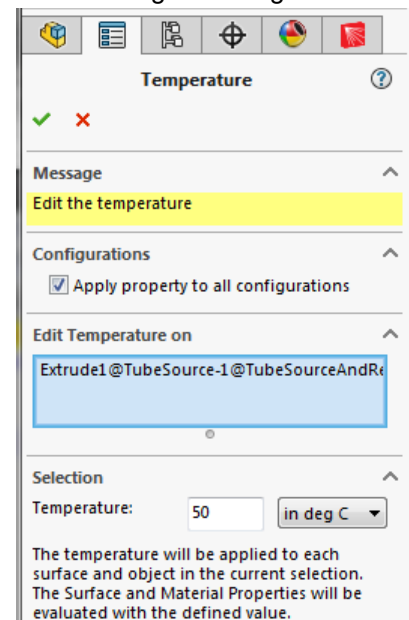 Temperature
Message
Edit the temperature
Configurations
Apply property to all configurations
Edit Temperature on
Extrude1@TubeSource-1@TubeSourceAndRe
Selection
Temperature: 50 in deg C
The temperature will be applied to each
surface and object in the current selection.
The Surface and Material Properties will be
evaluated with the defined value.